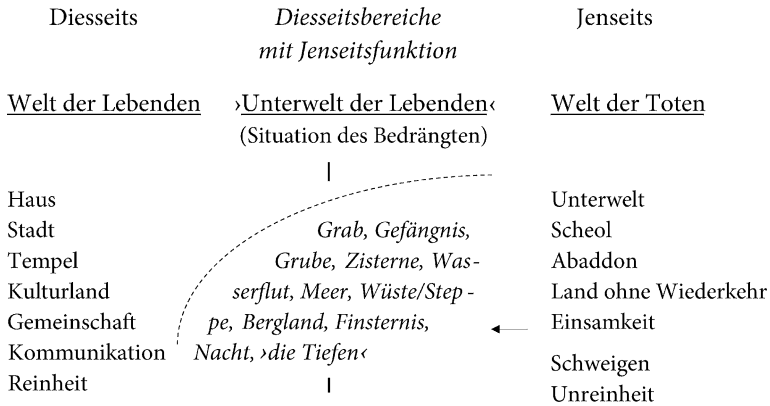 Diesseits
Diesseitsbereiche
mit Jenseitsfunktion
Jenseits
Welt der Lebenden
›Unterwelt der Lebenden‹
(Situation des Bedrängten)
Welt der Toten
Haus
Stadt
Tempel
Kulturland
Gemeinschaft
Kommunikation
Reinheit
Grab, Gefängnis,
Grube, Zisterne, Was-
serflut, Meer, Wüste/Step-
pe, Bergland, Finsternis,
Nacht, ›die Tiefen‹
Unterwelt
Scheol
Abaddon
Land ohne Wiederkehr
Einsamkeit
Schweigen
Unreinheit